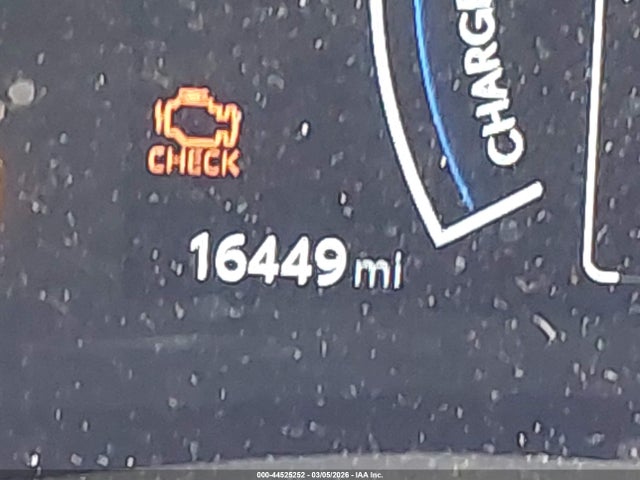 CHARGE
CHECK
16449 mi
000-44525252 - 03/05/2026 - IAA Inc.